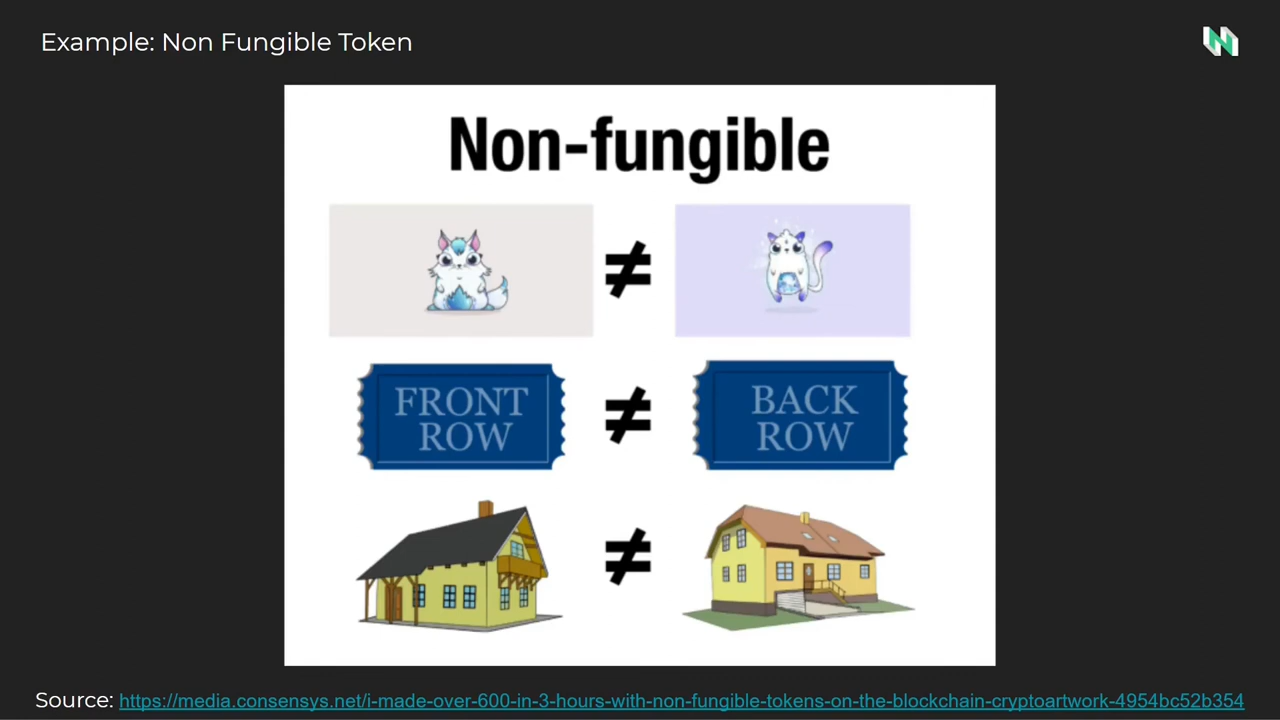 Example: Non Fungible Token
Non-fungible
≠
≠
FRONT
ROW
BACK
ROW
≠
Source: https://media.consensys.net/i-made-over-600-in-3-hours-with-non-fungible-tokens-on-the-blockchain-cryptoartwork-4954bc52b354